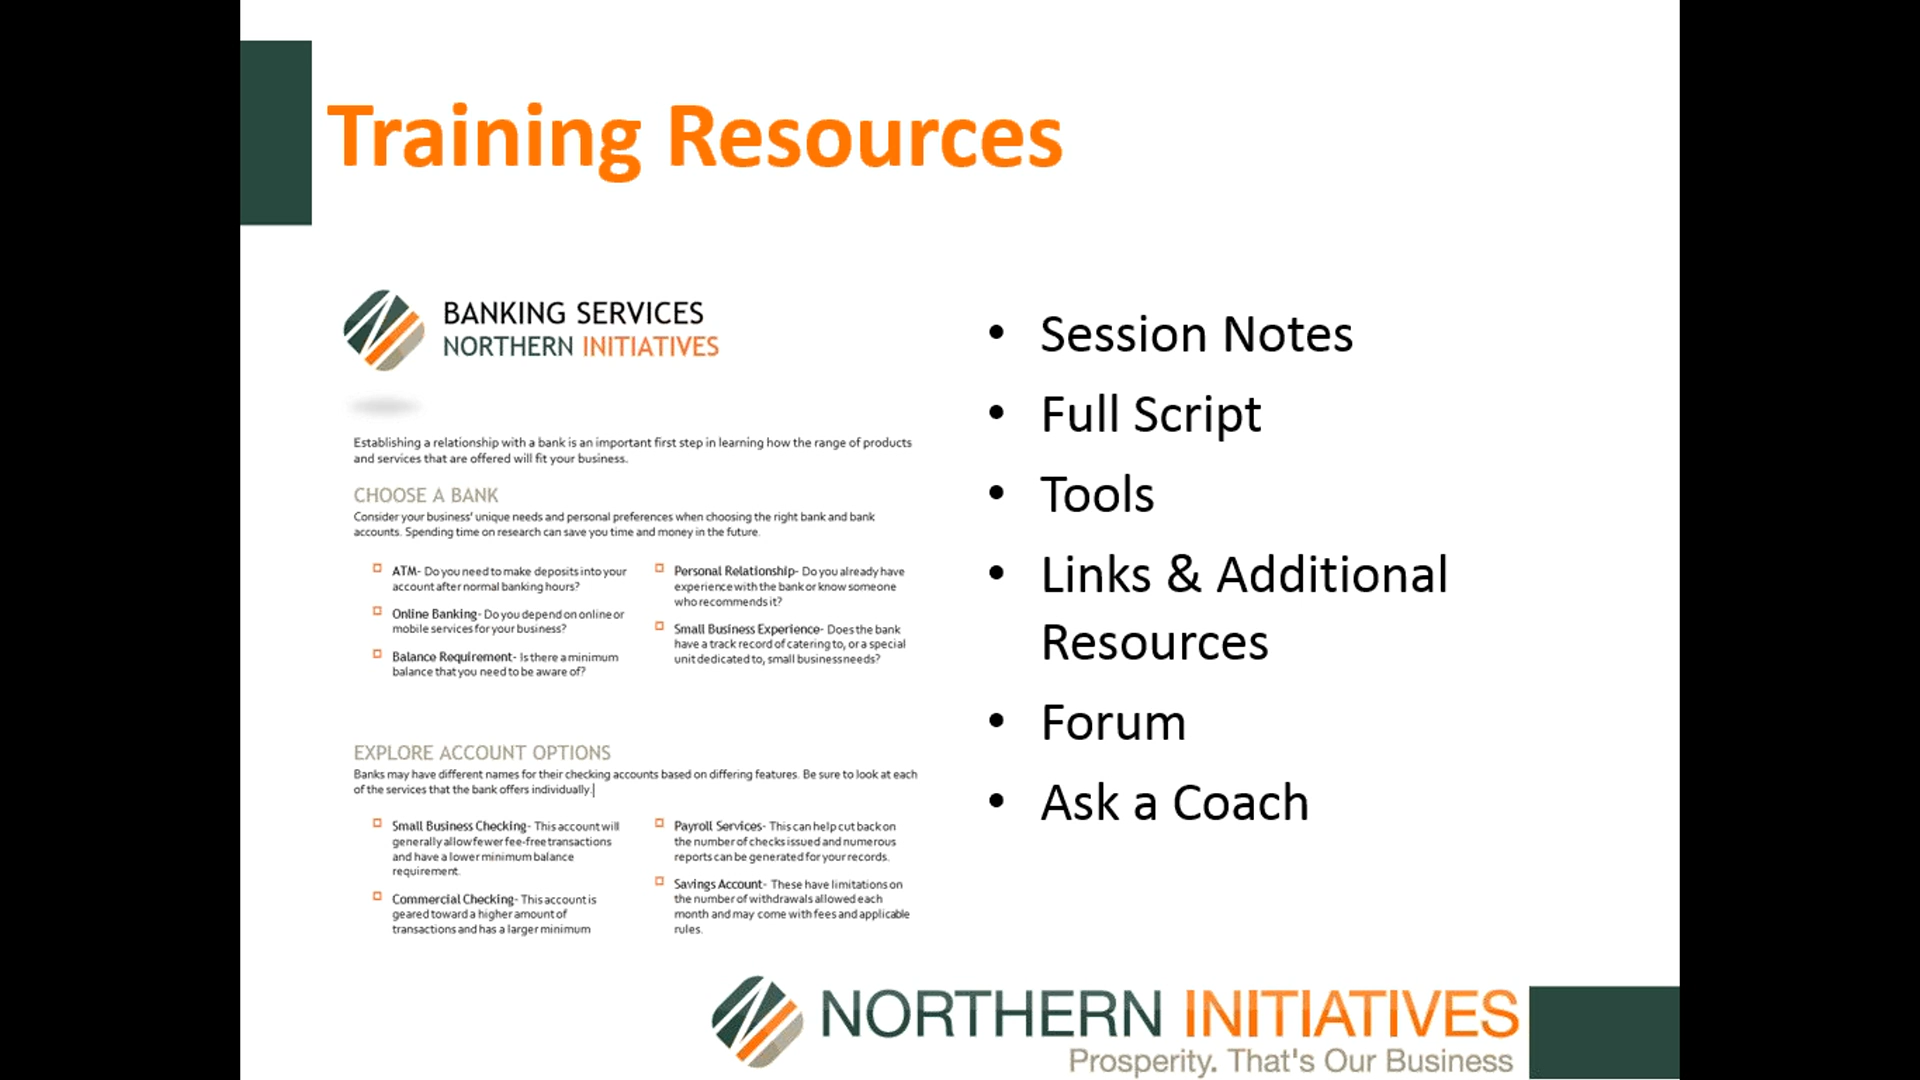 Training Resources
BANKING SERVICES
NORTHERN INITIATIVES
Establishing a relationship with a bank is an important first step in learning how the range of products
and services that are offered will fit your business.
CHOOSE A BANK
Consider your business' unique needs and personal preferences when choosing the right bank and bank
accounts. Spending time on research can save you time and money in the future.
ATM- Do you need to make deposits into your
account after normal banking hours?
Online Banking- Do you depend on online or
mobile services for your business?
Balance Requirement- Is there a minimum
balance that you need to be aware of?
Personal Relationship- Do you already have
experience with the bank or know someone
who recommends it?
Small Business Experience- Does the bank
have a track record of catering to, or a special
unit dedicated to, small business needs?
EXPLORE ACCOUNT OPTIONS
Banks may have different names for their checking accounts based on differing features. Be sure to look at each
of the services that the bank offers individually.
Small Business Checking- This account will
generally allow fewer fee-free transactions
and have a lower minimum balance
requirement.
Commercial Checking- This account is
geared toward a higher amount of
transactions and has a larger minimum
Payroll Services- This can help cut back on
the number of checks issued and numerous
reports can be generated for your records.
Savings Account- These have limitations on
the number of withdrawals allowed each
month and may come with fees and applicable
rules.
• Session Notes
• Full Script
• Tools
• Links & Additional
Resources
• Forum
• Ask a Coach
NORTHERN INITIATIVES
Prosperity. That's Our Business